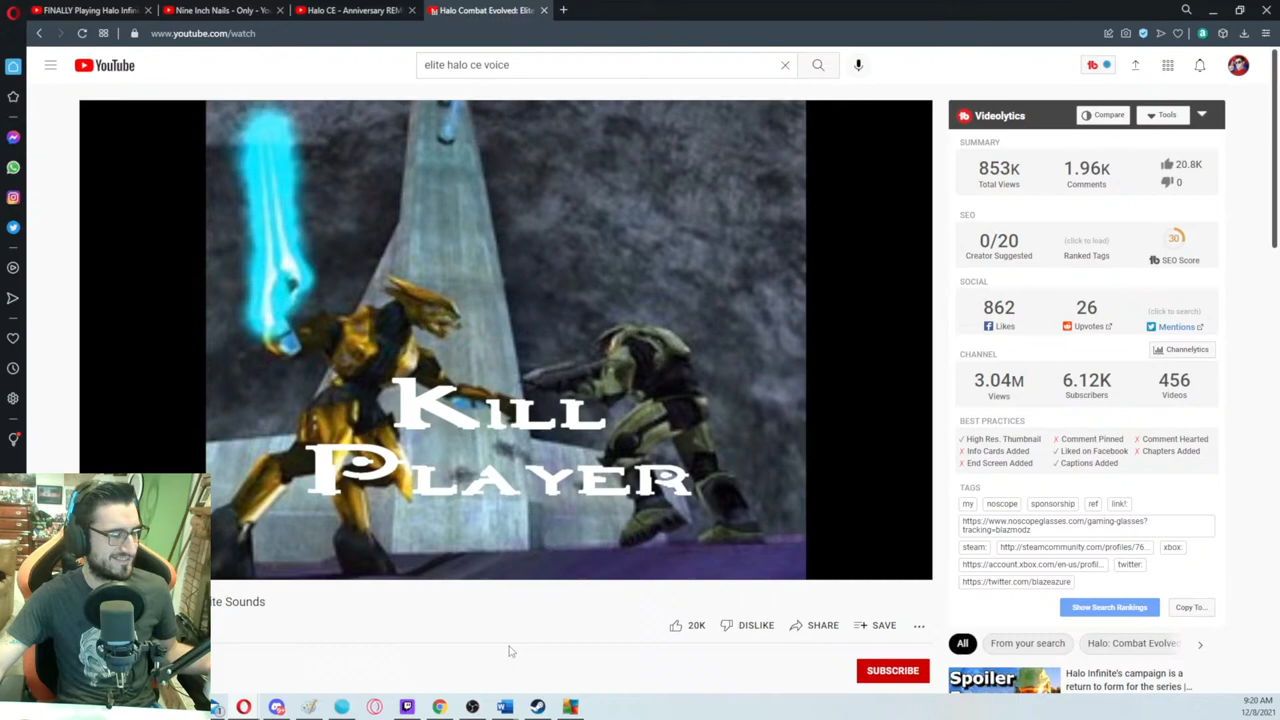 FINALLY Playing Halo Infin
Nine Inch Nails - Only - Yo
Halo CE - Anniversary REM
Halo Combat Evolved: Elite
www.youtube.com/watch
YouTube
elite halo ce voice
KILL
PLAYER
ite Sounds
20K
DISLIKE
SHARE
SAVE
SUBSCRIBE
Videolytics
Compare
Tools
SUMMARY
853K
1.96K
20.8K
0
Total Views
Comments
SEO
0/20
(click to load)
30
Creator Suggested
Ranked Tags
SEO Score
SOCIAL
862
26
(click to search)
Likes
Upvotes
Mentions
CHANNEL
Channelytics
3.04M
6.12K
456
Views
Subscribers
Videos
BEST PRACTICES
✓ High Res. Thumbnail
✗ Comment Pinned
✗ Comment Hearted
✗ Info Cards Added
✓ Liked on Facebook
✗ Chapters Added
✗ End Screen Added
✓ Captions Added
TAGS
my
noscope
sponsorship
ref
link!:
https://www.noscopeglasses.com/gaming-glasses?
tracking=blazmodz
steam:
http://steamcommunity.com/profiles/76...
xbox:
https://account.xbox.com/en-us/profil...
twitter:
https://twitter.com/blazeazure
Show Search Rankings
Copy To...
All
From your search
Halo: Combat Evolved
Spoiler
Halo Infinite's campaign is a
return to form for the series |...
9:20 AM
12/8/2021